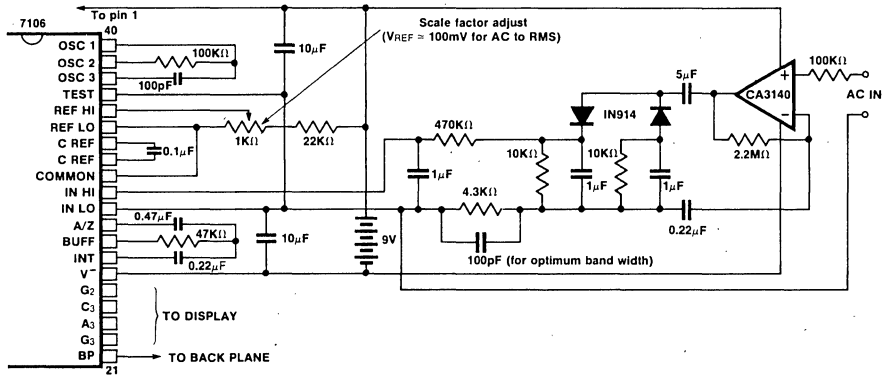 To pin 1
7106
40
OSC 1
OSC 2
OSC 3
TEST
REF HI
REF LO
C REF
C REF
COMMON
IN HI
IN LO
A/Z
BUFF
INT
V−
G2
C3
A3
G3
BP
21
100KΩ
100pF
10µF
Scale factor adjust
(VREF ≃ 100mV for AC to RMS)
1KΩ
22KΩ
0.1µF
470KΩ
1µF
10KΩ
1µF
10KΩ
1µF
IN914
5µF
+
CA3140
−
100KΩ
AC IN
2.2MΩ
4.3KΩ
100pF (for optimum band width)
0.22µF
0.47µF
47KΩ
0.22µF
10µF
9V
TO DISPLAY
TO BACK PLANE